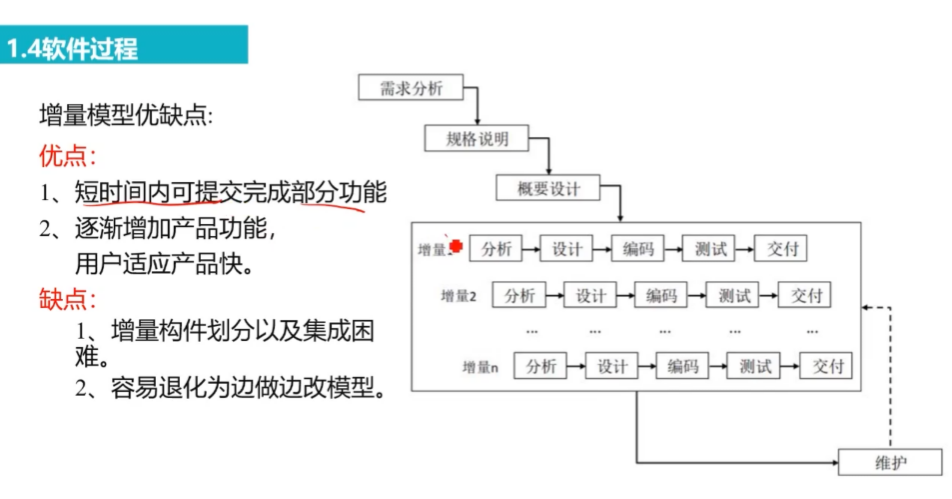 1.4软件过程
增量模型优缺点:
优点:
1、短时间内可提交完成部分功能
2、逐渐增加产品功能，
用户适应产品快。
缺点:
1、增量构件划分以及集成困
难。
2、容易退化为边做边改模型。
需求分析
规格说明
概要设计
增量 分析 设计 编码 测试 交付
增量2 分析 设计 编码 测试 交付
... ... ... ... ...
增量n 分析 设计 编码 测试 交付
维护